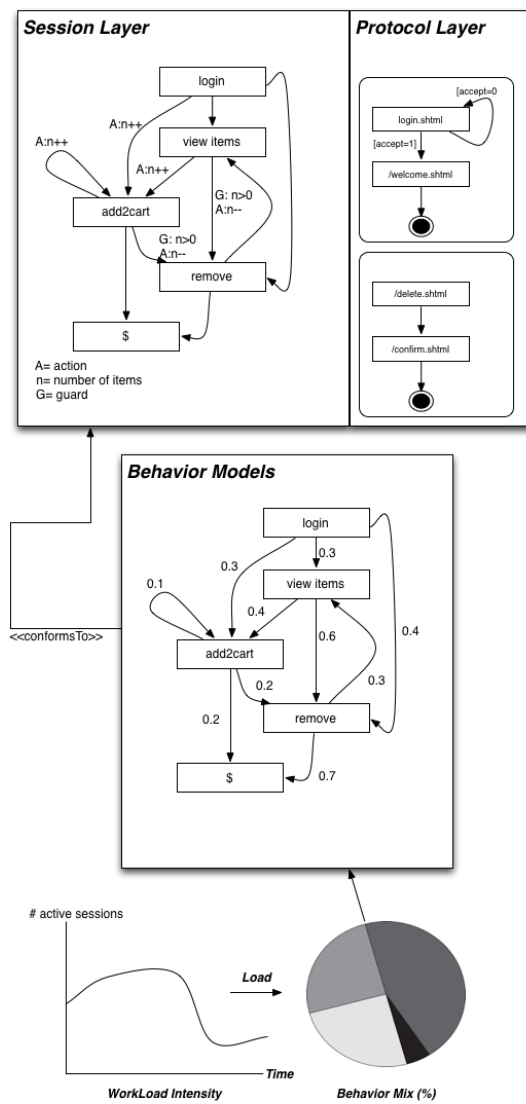 Session Layer
Protocol Layer
login
A:n++
A:n++
A:n++
view items
add2cart
G: n>0
A:n--
G: n>0
A:n--
remove
$
A= action
n= number of items
G= guard
[accept=0
login.shtml
[accept=1]
/welcome.shtml
/delete.shtml
/confirm.shtml
<<conformsTo>>
Behavior Models
login
0.3
0.3
0.1
view items
0.4
0.6
0.4
add2cart
0.2
0.3
0.2
remove
0.7
$
# active sessions
Load
Time
WorkLoad Intensity
Behavior Mix (%)